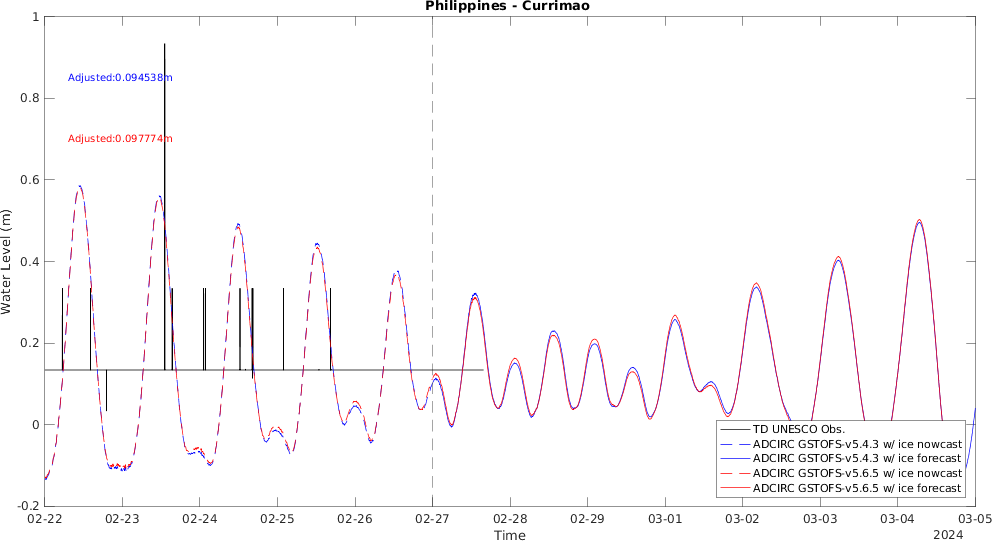 Philippines - Currimao
Water Level (m)
1
0.8
0.6
0.4
0.2
0
-0.2
Adjusted:0.094538m
Adjusted:0.097774m
TD UNESCO Obs.
ADCIRC GSTOFS-v5.4.3 w/ ice nowcast
ADCIRC GSTOFS-v5.4.3 w/ ice forecast
ADCIRC GSTOFS-v5.6.5 w/ ice nowcast
ADCIRC GSTOFS-v5.6.5 w/ ice forecast
02-22 02-23 02-24 02-25 02-26 02-27 02-28 02-29 03-01 03-02 03-03 03-04 03-05
Time
2024